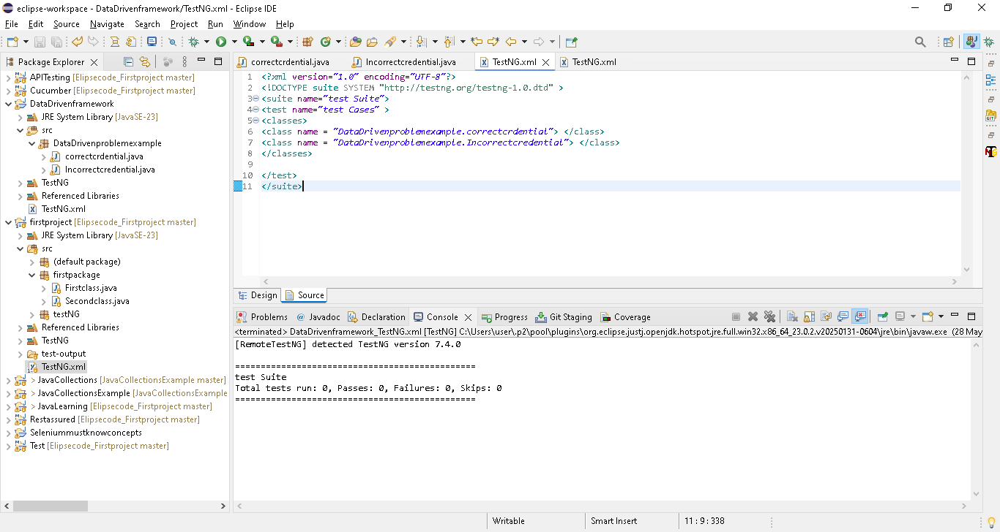 eclipse-workspace - DataDrivenframework/TestNG.xml - Eclipse IDE
File Edit Source Navigate Search Project Run Window Help
Package Explorer
APITesting [Elipsecode_Firstproject master]
Cucumber [Elipsecode_Firstproject master]
DataDrivenframework
JRE System Library [JavaSE-23]
src
DataDrivenproblemexample
correctcrdential.java
Incorrectcredential.java
TestNG
Referenced Libraries
TestNG.xml
firstproject [Elipsecode_Firstproject master]
JRE System Library [JavaSE-23]
src
(default package)
firstpackage
Firstclass.java
Secondclass.java
testNG
Referenced Libraries
TestNG
test-output
TestNG.xml
> JavaCollections [JavaCollectionsExample master]
> JavaCollectionsExample [JavaCollectionsExample
> JavaLearning [Elipsecode_Firstproject master]
Restassured [Elipsecode_Firstproject master]
Seleniummustknowconcepts
Test [Elipsecode_Firstproject master]
correctcrdential.java Incorrectcredential.java TestNG.xml TestNG.xml
1 <?xml version="1.0" encoding="UTF-8"?>
2 <!DOCTYPE suite SYSTEM "http://testng.org/testng-1.0.dtd" >
3 <suite name="test Suite">
4 <test name="test Cases" >
5 <classes>
6 <class name = "DataDrivenproblemexample.correctcrdential"> </class>
7 <class name = "DataDrivenproblemexample.Incorrectcredential"> </class>
8 </classes>
9
10 </test>
11 </suite>
Design Source
Problems Javadoc Declaration Console Progress Git Staging Coverage
<terminated> DataDrivenframework_TestNG.xml [TestNG] C:\Users\user\.p2\pool\plugins\org.eclipse.justj.openjdk.hotspot.jre.full.win32.x86_64_23.0.2.v20250131-0604\jre\bin\javaw.exe (28 May
[RemoteTestNG] detected TestNG version 7.4.0
===============================================
test Suite
Total tests run: 0, Passes: 0, Failures: 0, Skips: 0
===============================================
Writable Smart Insert 11 : 9 : 338